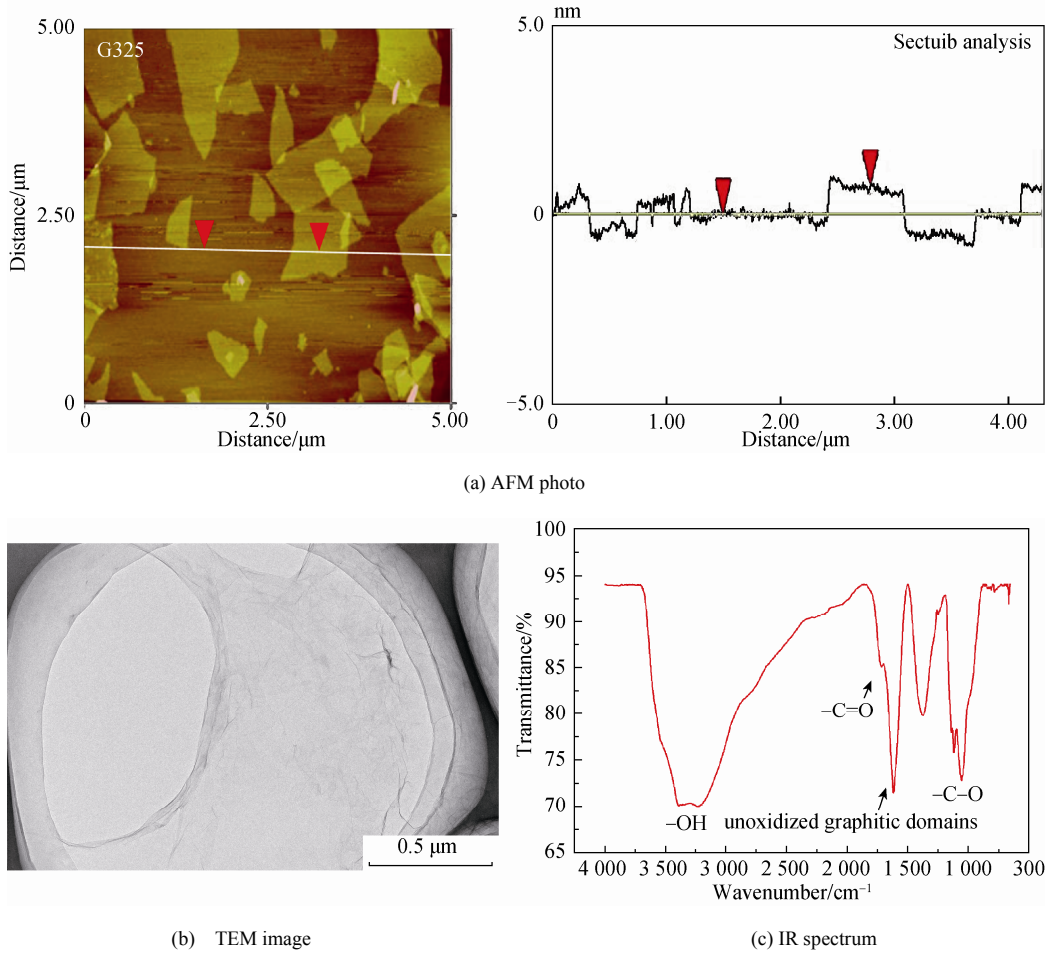 nm
5.00
5.0
G325
Sectuib analysis
Distance/μm
2.50
0
0
−5.0
0
2.50
5.00
0
1.00
2.00
3.00
4.00
Distance/μm
Distance/μm
(a) AFM photo
100
95
90
85
80
75
70
65
Transmittance/%
−C=O
−C−O
−OH
unoxidized graphitic domains
0.5 μm
4 000
3 500
3 000
2 500
2 000
1 500
1 000
300
Wavenumber/cm⁻¹
(b) TEM image
(c) IR spectrum